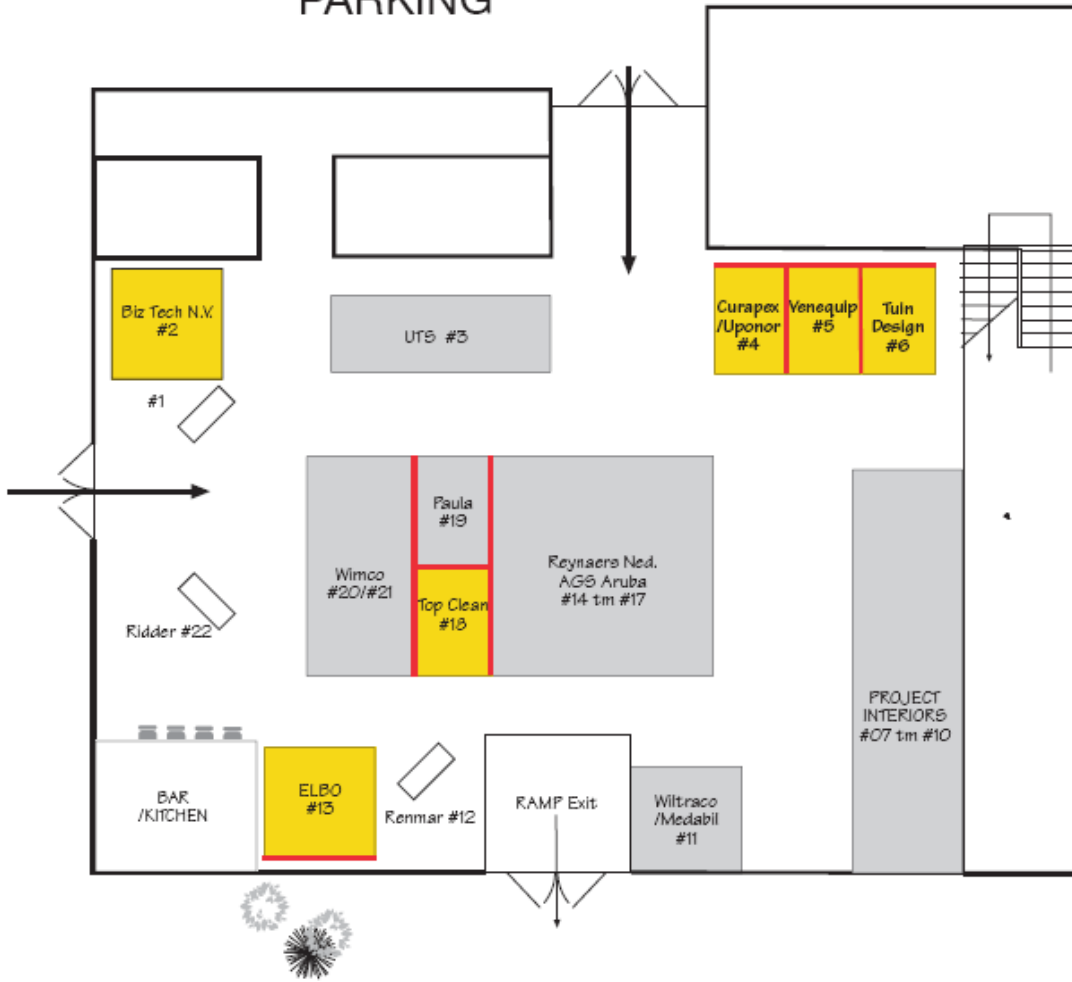 PARKING
Biz Tech N.V.
#2
UTS #3
Curapex
/Uponor
#4
Venequip
#5
Tuin
Design
#6
#1
Paula
#19
Wimco
#20/#21
Top Clean
#18
Reynaers Ned.
AGS Aruba
#14 tm #17
Ridder #22
PROJECT
INTERIORS
#07 tm #10
BAR
/KITCHEN
ELBO
#13
Renmar #12
RAMP Exit
Wiltraco
/Medabil
#11